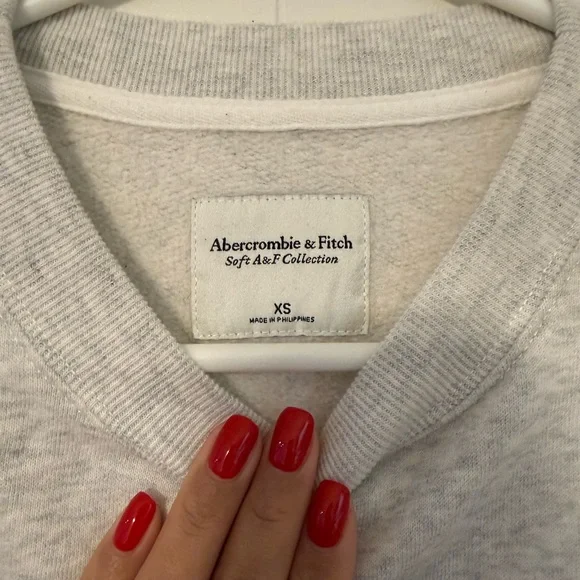 Abercrombie & Fitch
Soft A&F Collection
XS
MADE IN PHILIPPINES